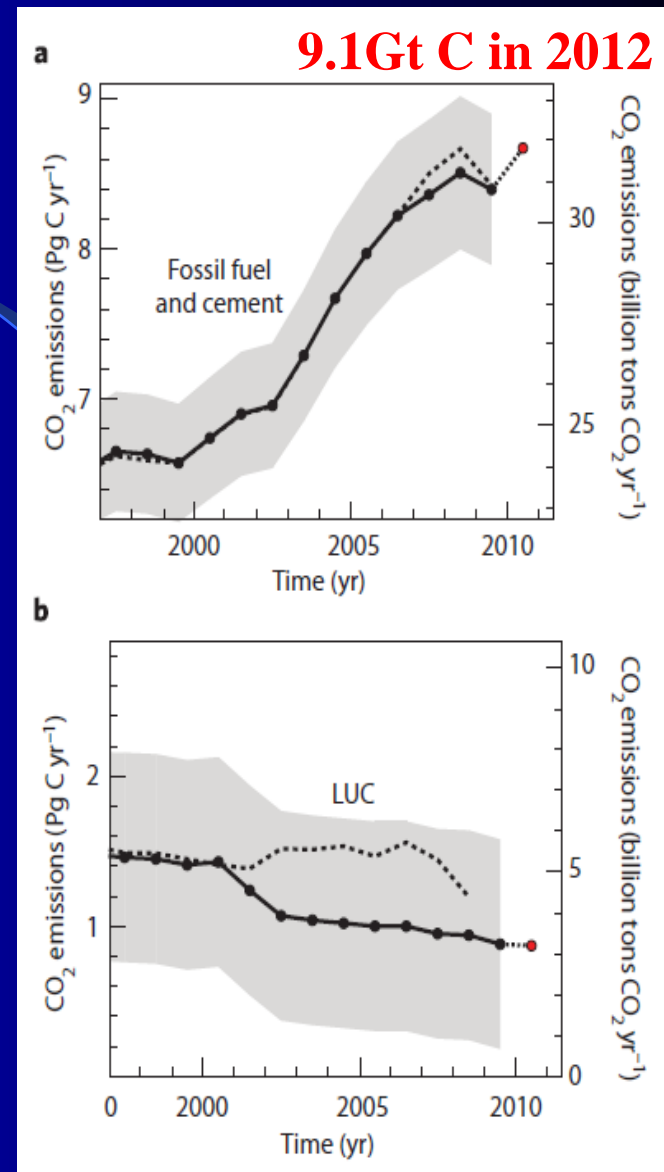 9.1Gt C in 2012
a
CO₂ emissions (Pg C yr⁻¹)
9
8
7
Fossil fuel
and cement
30
25
CO₂ emissions (billion tons CO₂ yr⁻¹)
2000 2005 2010
Time (yr)
b
CO₂ emissions (Pg C yr⁻¹)
2
1
LUC
10
5
0
CO₂ emissions (billion tons CO₂ yr⁻¹)
0 2000 2005 2010
Time (yr)